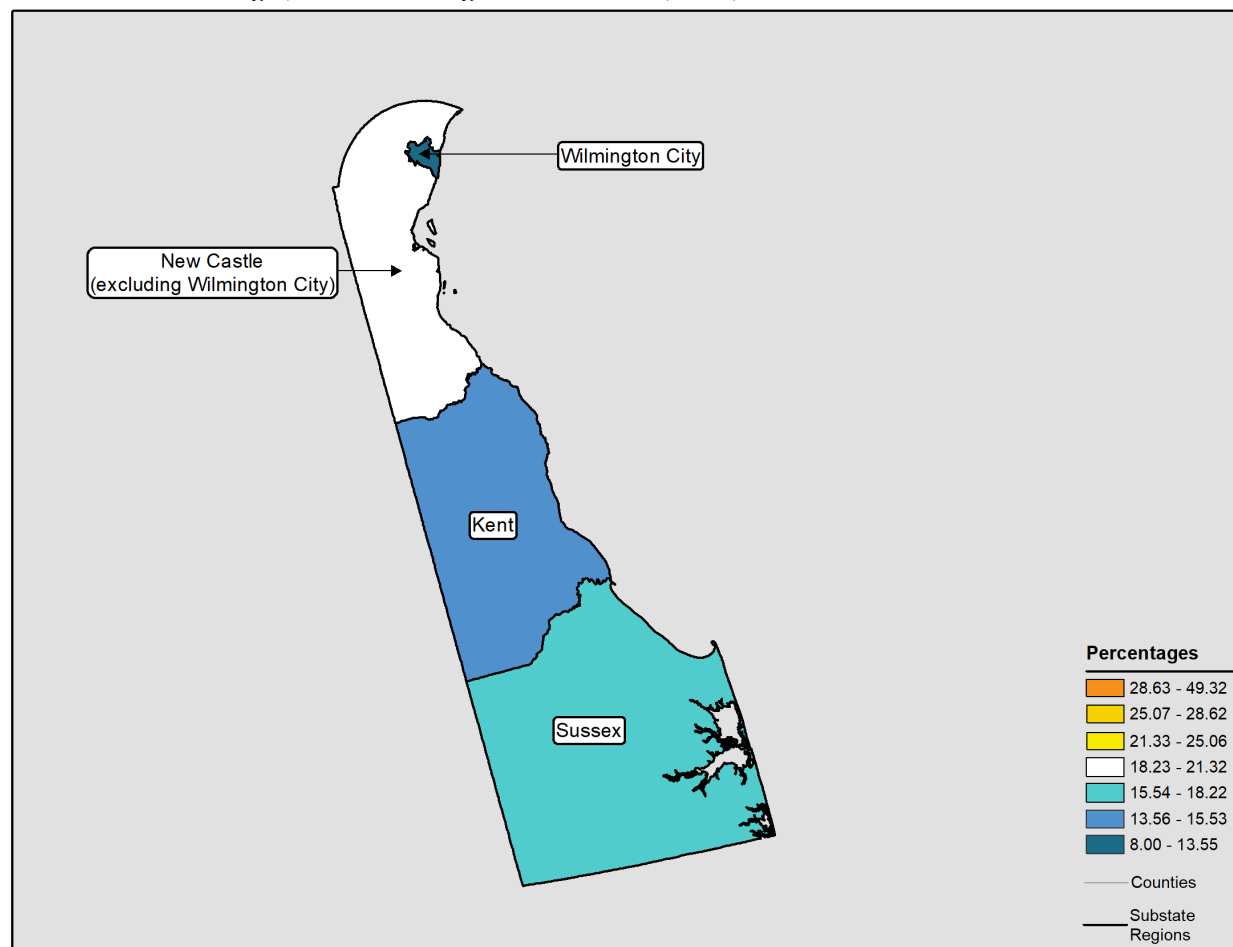 Wilmington City
New Castle
(excluding Wilmington City)
Kent
Sussex
Percentages
28.63 - 49.32
25.07 - 28.62
21.33 - 25.06
18.23 - 21.32
15.54 - 18.22
13.56 - 15.53
8.00 - 13.55
Counties
Substate
Regions